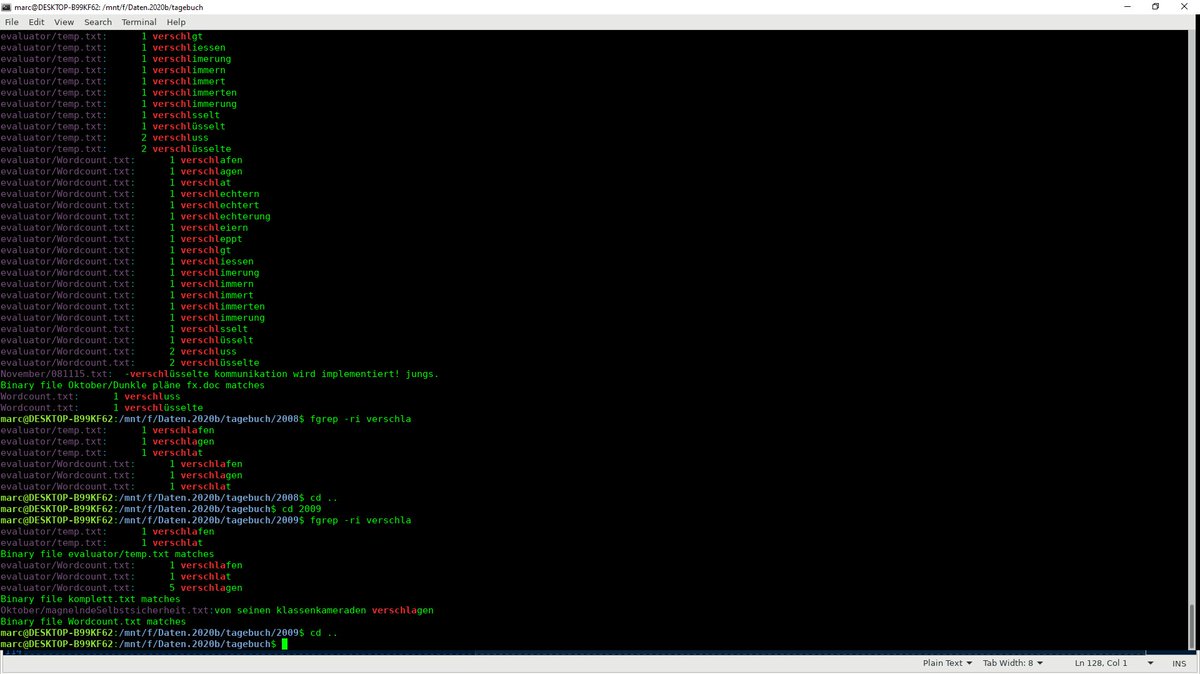 marc@DESKTOP-B99KF62: /mnt/f/Daten.2020b/tagebuch
File Edit View Search Terminal Help
evaluator/temp.txt: 1 verschlgt
evaluator/temp.txt: 1 verschliessen
evaluator/temp.txt: 1 verschlimerung
evaluator/temp.txt: 1 verschlimmern
evaluator/temp.txt: 1 verschlimmert
evaluator/temp.txt: 1 verschlimmerten
evaluator/temp.txt: 1 verschlimmerung
evaluator/temp.txt: 1 verschlsselt
evaluator/temp.txt: 1 verschlüsselt
evaluator/temp.txt: 2 verschluss
evaluator/temp.txt: 2 verschlüsselte
evaluator/Wordcount.txt: 1 verschlafen
evaluator/Wordcount.txt: 1 verschlagen
evaluator/Wordcount.txt: 1 verschlat
evaluator/Wordcount.txt: 1 verschlechtern
evaluator/Wordcount.txt: 1 verschlechtert
evaluator/Wordcount.txt: 1 verschlechterung
evaluator/Wordcount.txt: 1 verschleiern
evaluator/Wordcount.txt: 1 verschleppt
evaluator/Wordcount.txt: 1 verschlgt
evaluator/Wordcount.txt: 1 verschliessen
evaluator/Wordcount.txt: 1 verschlimerung
evaluator/Wordcount.txt: 1 verschlimmern
evaluator/Wordcount.txt: 1 verschlimmert
evaluator/Wordcount.txt: 1 verschlimmerten
evaluator/Wordcount.txt: 1 verschlimmerung
evaluator/Wordcount.txt: 1 verschlsselt
evaluator/Wordcount.txt: 1 verschlüsselt
evaluator/Wordcount.txt: 2 verschluss
evaluator/Wordcount.txt: 2 verschlüsselte
November/081115.txt: -verschlüsselte kommunikation wird implementiert! jungs.
Binary file Oktober/Dunkle pläne fx.doc matches
Wordcount.txt: 1 verschluss
Wordcount.txt: 1 verschlüsselte
marc@DESKTOP-B99KF62:/mnt/f/Daten.2020b/tagebuch/2008$ fgrep -ri verschla
evaluator/temp.txt: 1 verschlafen
evaluator/temp.txt: 1 verschlagen
evaluator/temp.txt: 1 verschlat
evaluator/Wordcount.txt: 1 verschlafen
evaluator/Wordcount.txt: 1 verschlagen
evaluator/Wordcount.txt: 1 verschlat
marc@DESKTOP-B99KF62:/mnt/f/Daten.2020b/tagebuch/2008$ cd ..
marc@DESKTOP-B99KF62:/mnt/f/Daten.2020b/tagebuch$ cd 2009
marc@DESKTOP-B99KF62:/mnt/f/Daten.2020b/tagebuch/2009$ fgrep -ri verschla
evaluator/temp.txt: 1 verschlafen
evaluator/temp.txt: 1 verschlat
Binary file evaluator/temp.txt matches
evaluator/Wordcount.txt: 1 verschlafen
evaluator/Wordcount.txt: 1 verschlat
evaluator/Wordcount.txt: 5 verschlagen
Binary file komplett.txt matches
Oktober/magnelndeSelbstsicherheit.txt:von seinen klassenkameraden verschlagen
Binary file Wordcount.txt matches
marc@DESKTOP-B99KF62:/mnt/f/Daten.2020b/tagebuch/2009$ cd ..
marc@DESKTOP-B99KF62:/mnt/f/Daten.2020b/tagebuch$
Plain Text Tab Width: 8 Ln 128, Col 1 INS